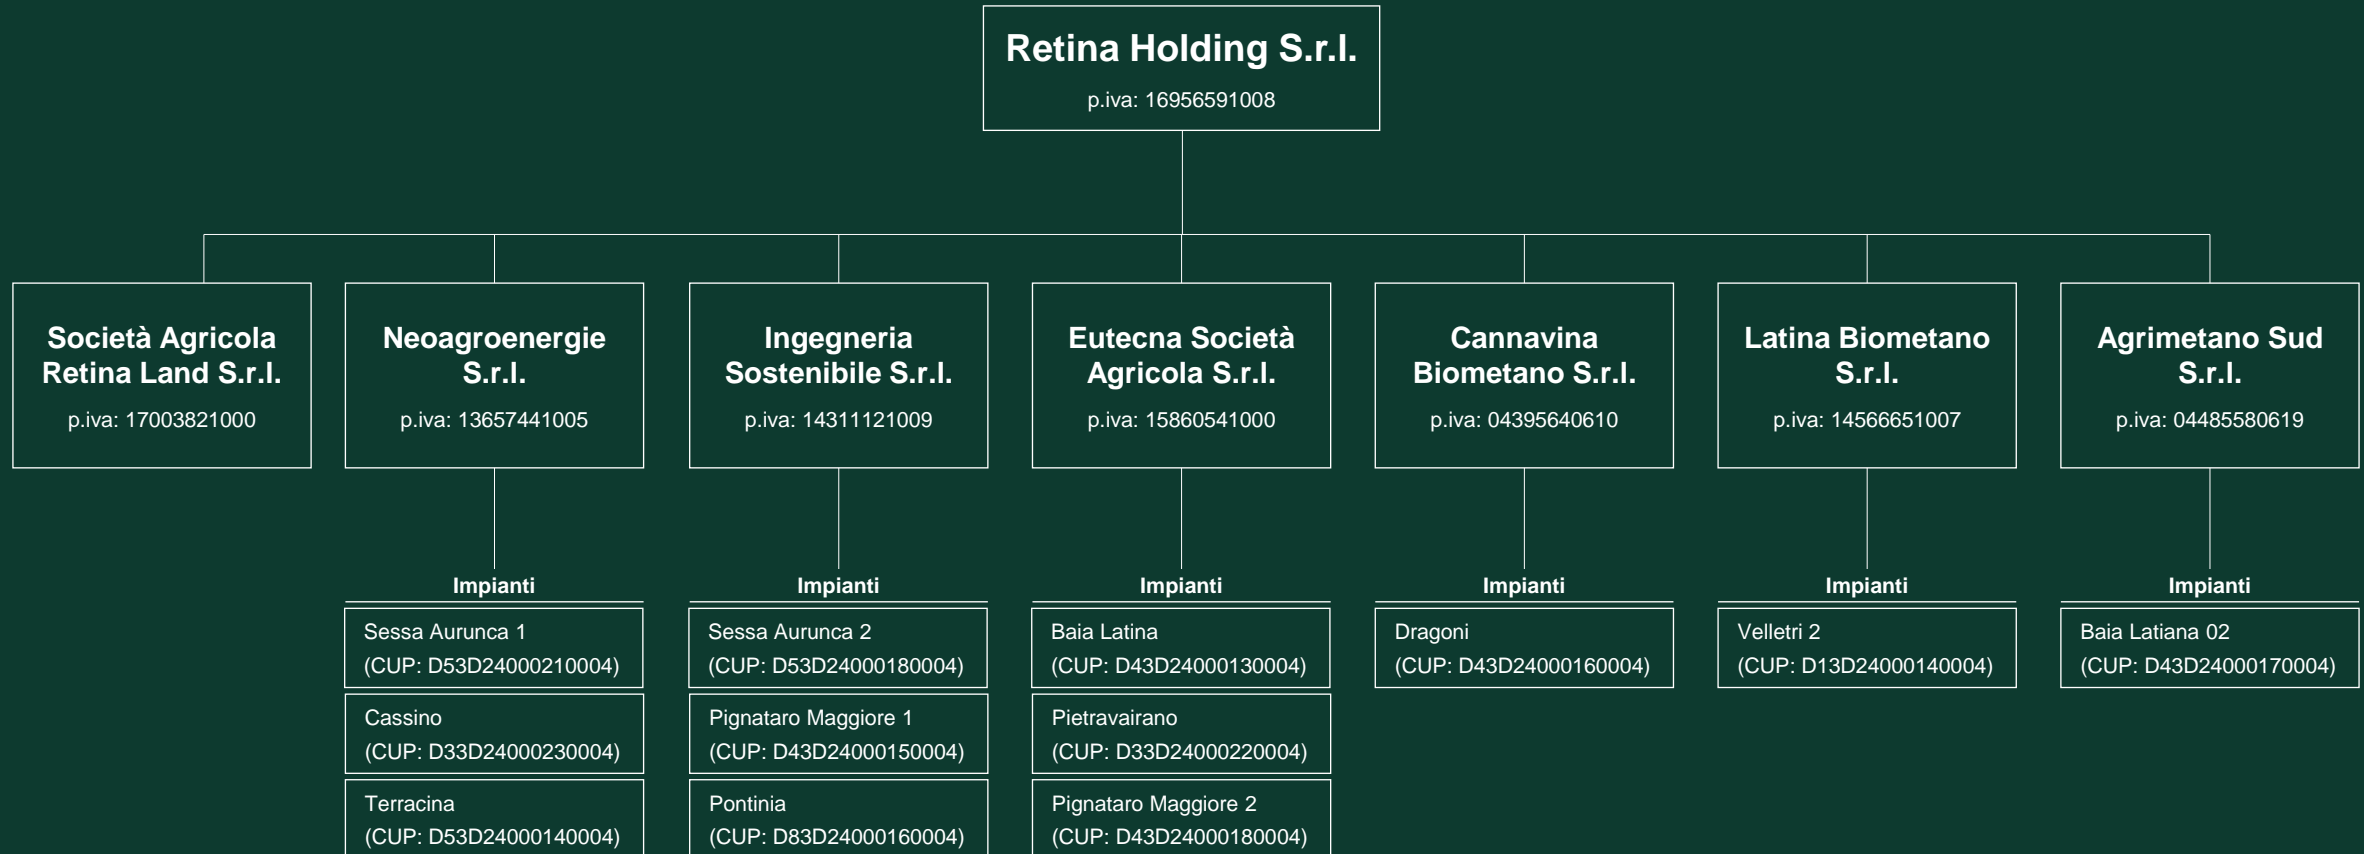 Retina Holding S.r.l.
p.iva: 16956591008
Società Agricola
Retina Land S.r.l.
p.iva: 17003821000
Neoagroenergie
S.r.l.
p.iva: 13657441005
Ingegneria
Sostenibile S.r.l.
p.iva: 14311121009
Eutecna Società
Agricola S.r.l.
p.iva: 15860541000
Cannavina
Biometano S.r.l.
p.iva: 04395640610
Latina Biometano
S.r.l.
p.iva: 14566651007
Agrimetano Sud
S.r.l.
p.iva: 04485580619
Impianti
Sessa Aurunca 1
(CUP: D53D24000210004)
Cassino
(CUP: D33D24000230004)
Terracina
(CUP: D53D24000140004)
Impianti
Sessa Aurunca 2
(CUP: D53D24000180004)
Pignataro Maggiore 1
(CUP: D43D24000150004)
Pontinia
(CUP: D83D24000160004)
Impianti
Baia Latina
(CUP: D43D24000130004)
Pietravairano
(CUP: D33D24000220004)
Pignataro Maggiore 2
(CUP: D43D24000180004)
Impianti
Dragoni
(CUP: D43D24000160004)
Impianti
Velletri 2
(CUP: D13D24000140004)
Impianti
Baia Latiana 02
(CUP: D43D24000170004)